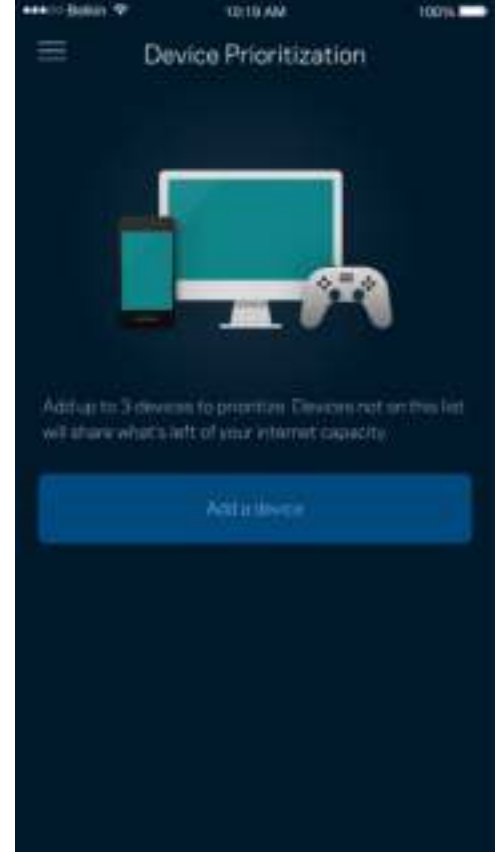 Belkin 10:19 AM 100%
Device Prioritization
Add up to 3 devices to prioritize. Devices not on this list
will share what's left of your internet capacity.
Add a device